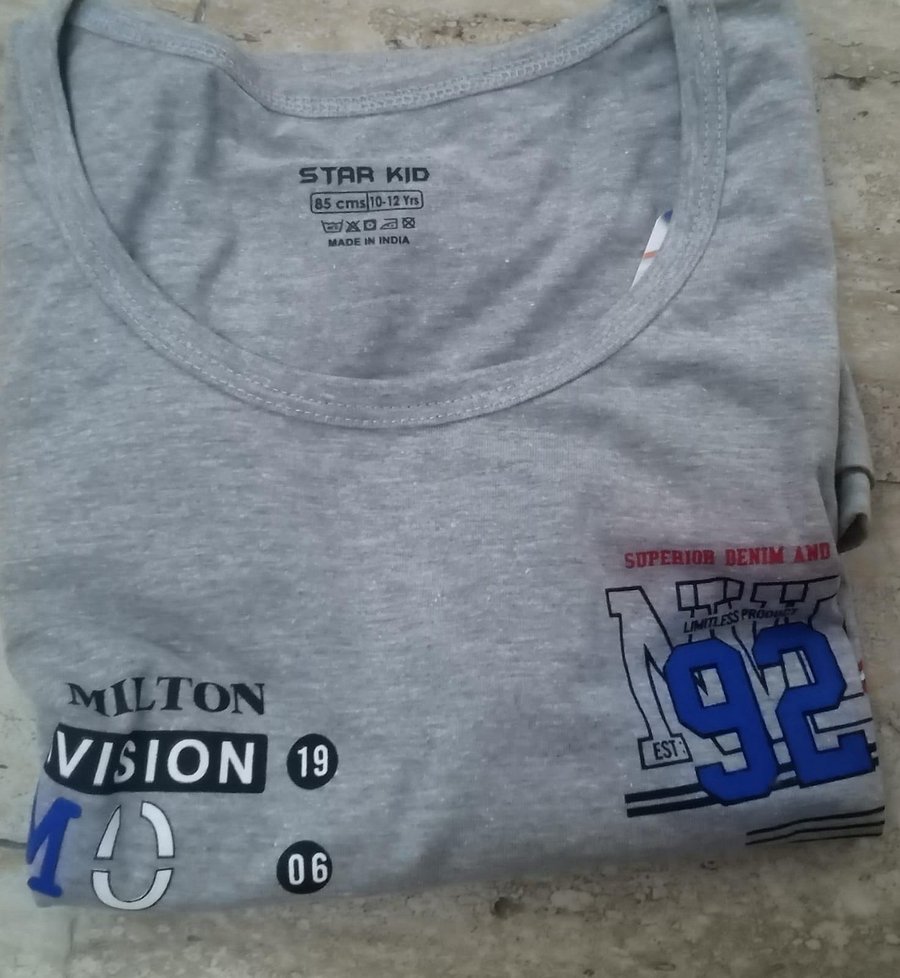 STAR KID
85 cms 10-12 Yrs
MADE IN INDIA
SUPERIOR DENIM AND
LIMITLESS PRODUCT
92
EST:
MILTON
VISION
19
MO
06